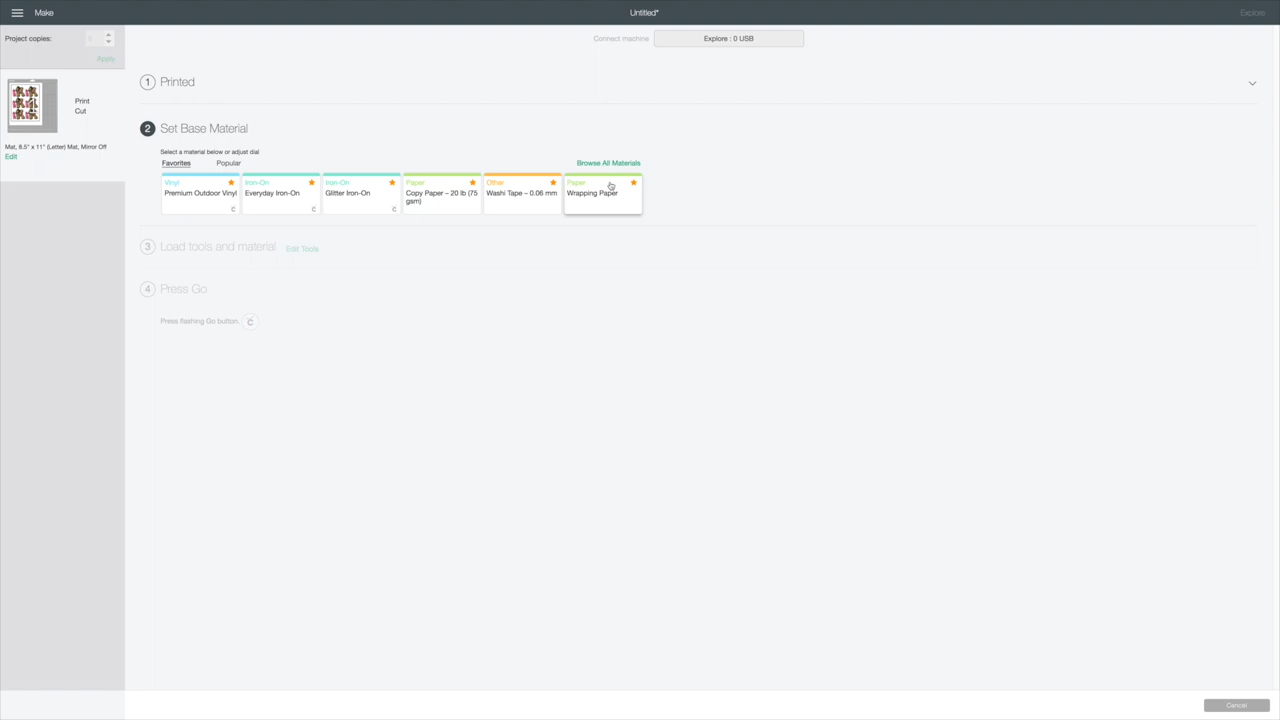 Make
Untitled*
Explore
Project copies:
Apply
Connect machine
Explore : 0 USB
Print
Cut
Mat, 8.5" x 11" (Letter) Mat, Mirror Off
Edit
1 Printed
2 Set Base Material
Select a material below or adjust dial
Favorites Popular Browse All Materials
Vinyl
Premium Outdoor Vinyl
Iron-On
Everyday Iron-On
Iron-On
Glitter Iron-On
Paper
Copy Paper – 20 lb (75
gsm)
Other
Washi Tape – 0.06 mm
Paper
Wrapping Paper
3 Load tools and material Edit Tools
4 Press Go
Press flashing Go button.
Cancel